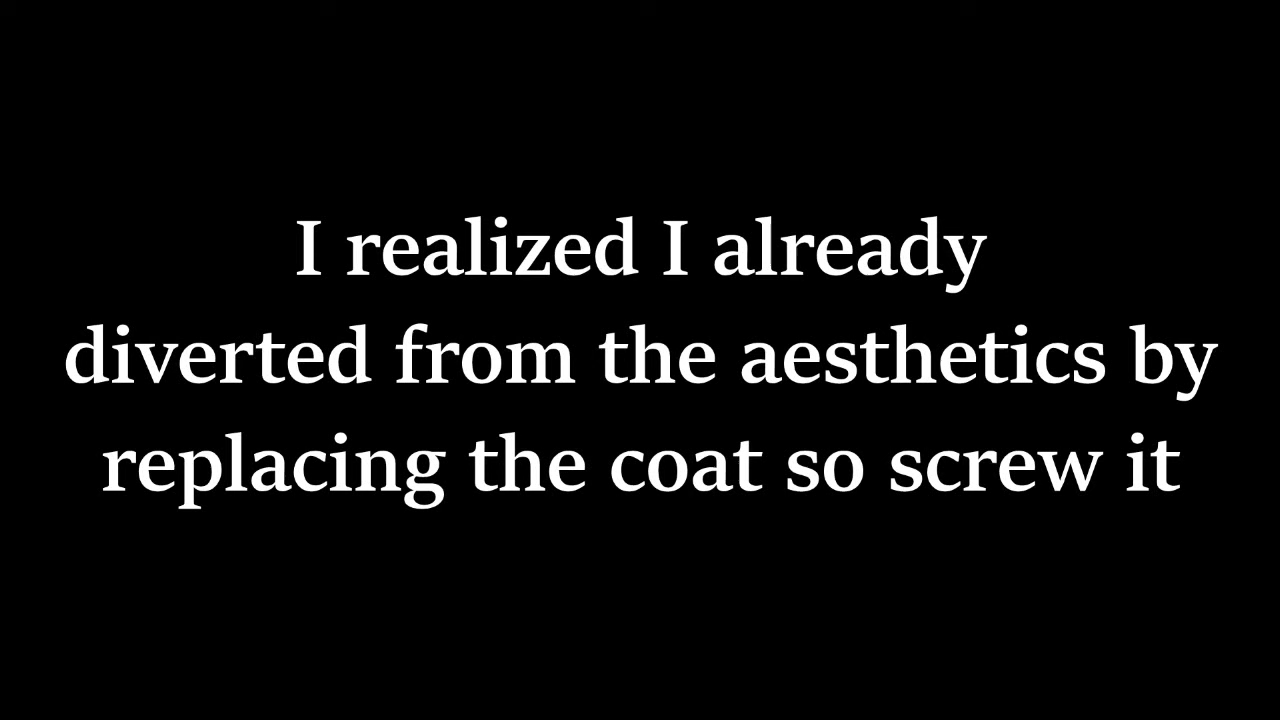 I realized I already
diverted from the aesthetics by
replacing the coat so screw it